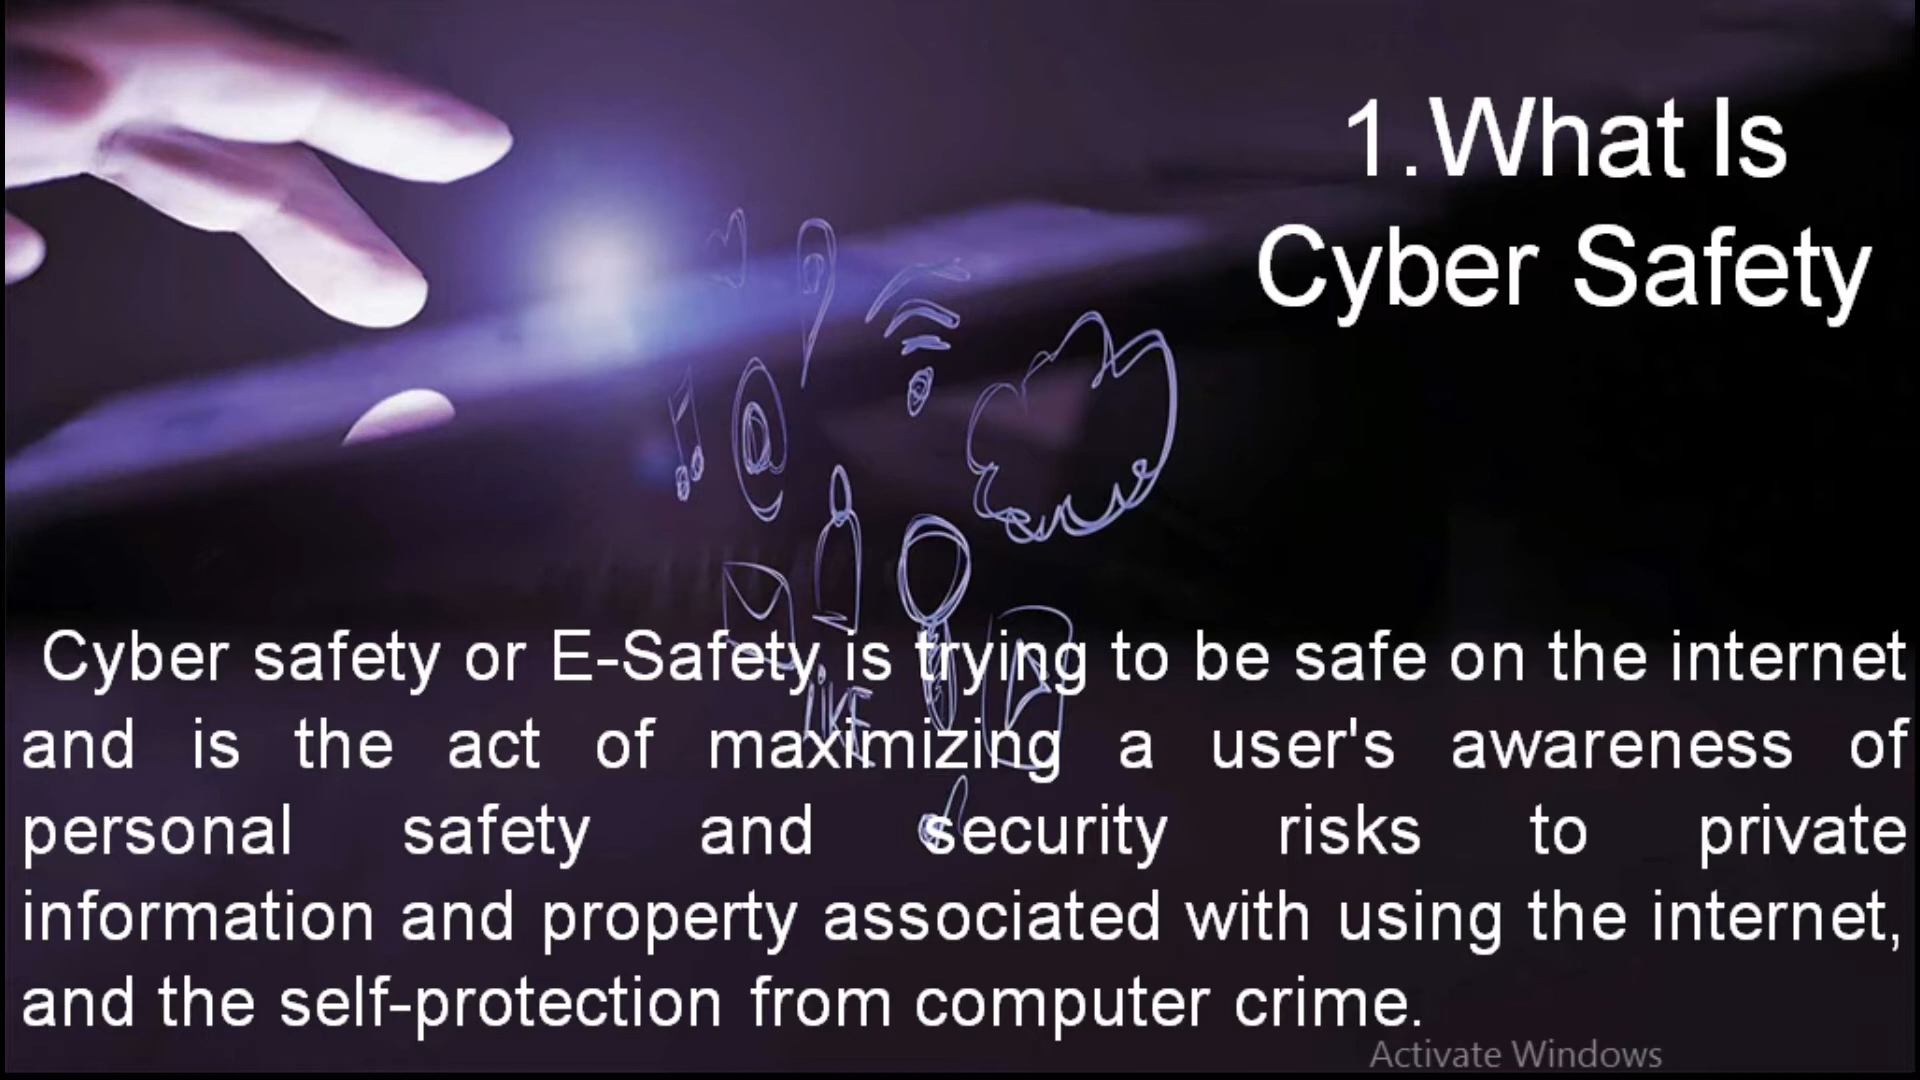 1.What Is
Cyber Safety
Cyber safety or E-Safety is trying to be safe on the internet
and is the act of maximizing a user's awareness of
personal safety and security risks to private
information and property associated with using the internet,
and the self-protection from computer crime.
LIKE
Activate Windows